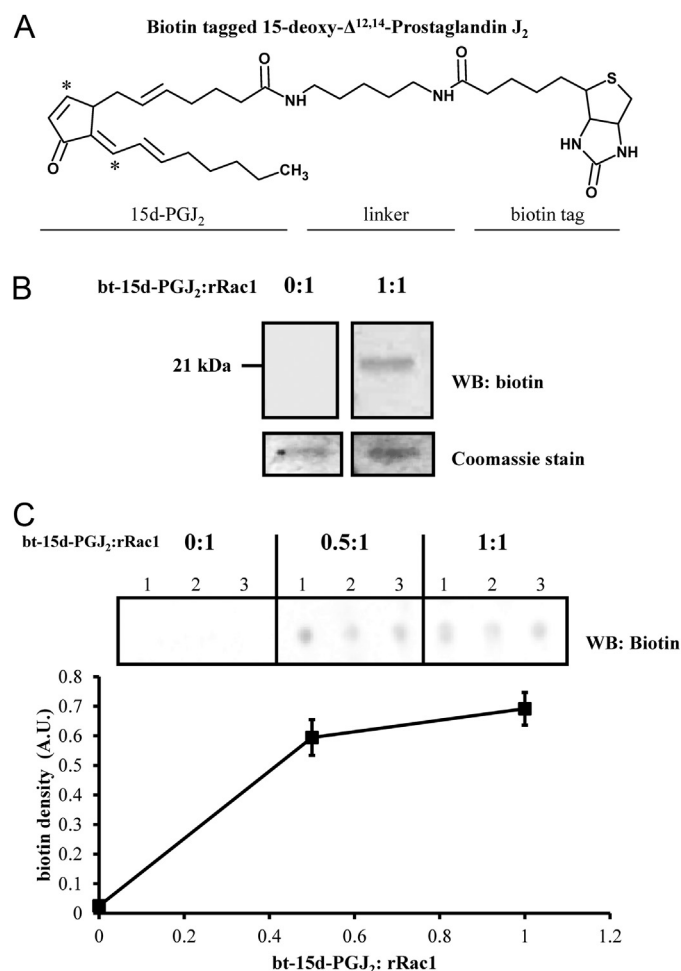 A
Biotin tagged 15-deoxy-Δ12,14-Prostaglandin J2
*
O
N
H
N
H
O
S
O
*
CH3
HN
NH
O
15d-PGJ2
linker
biotin tag
B
bt-15d-PGJ2:rRac1 0:1 1:1
21 kDa
WB: biotin
Coomassie stain
C
bt-15d-PGJ2:rRac1 0:1 0.5:1 1:1
1 2 3 1 2 3 1 2 3
WB: Biotin
0.8
0.7
0.6
0.5
0.4
0.3
0.2
0.1
0
biotin density (A.U.)
0 0.2 0.4 0.6 0.8 1 1.2
bt-15d-PGJ2: rRac1